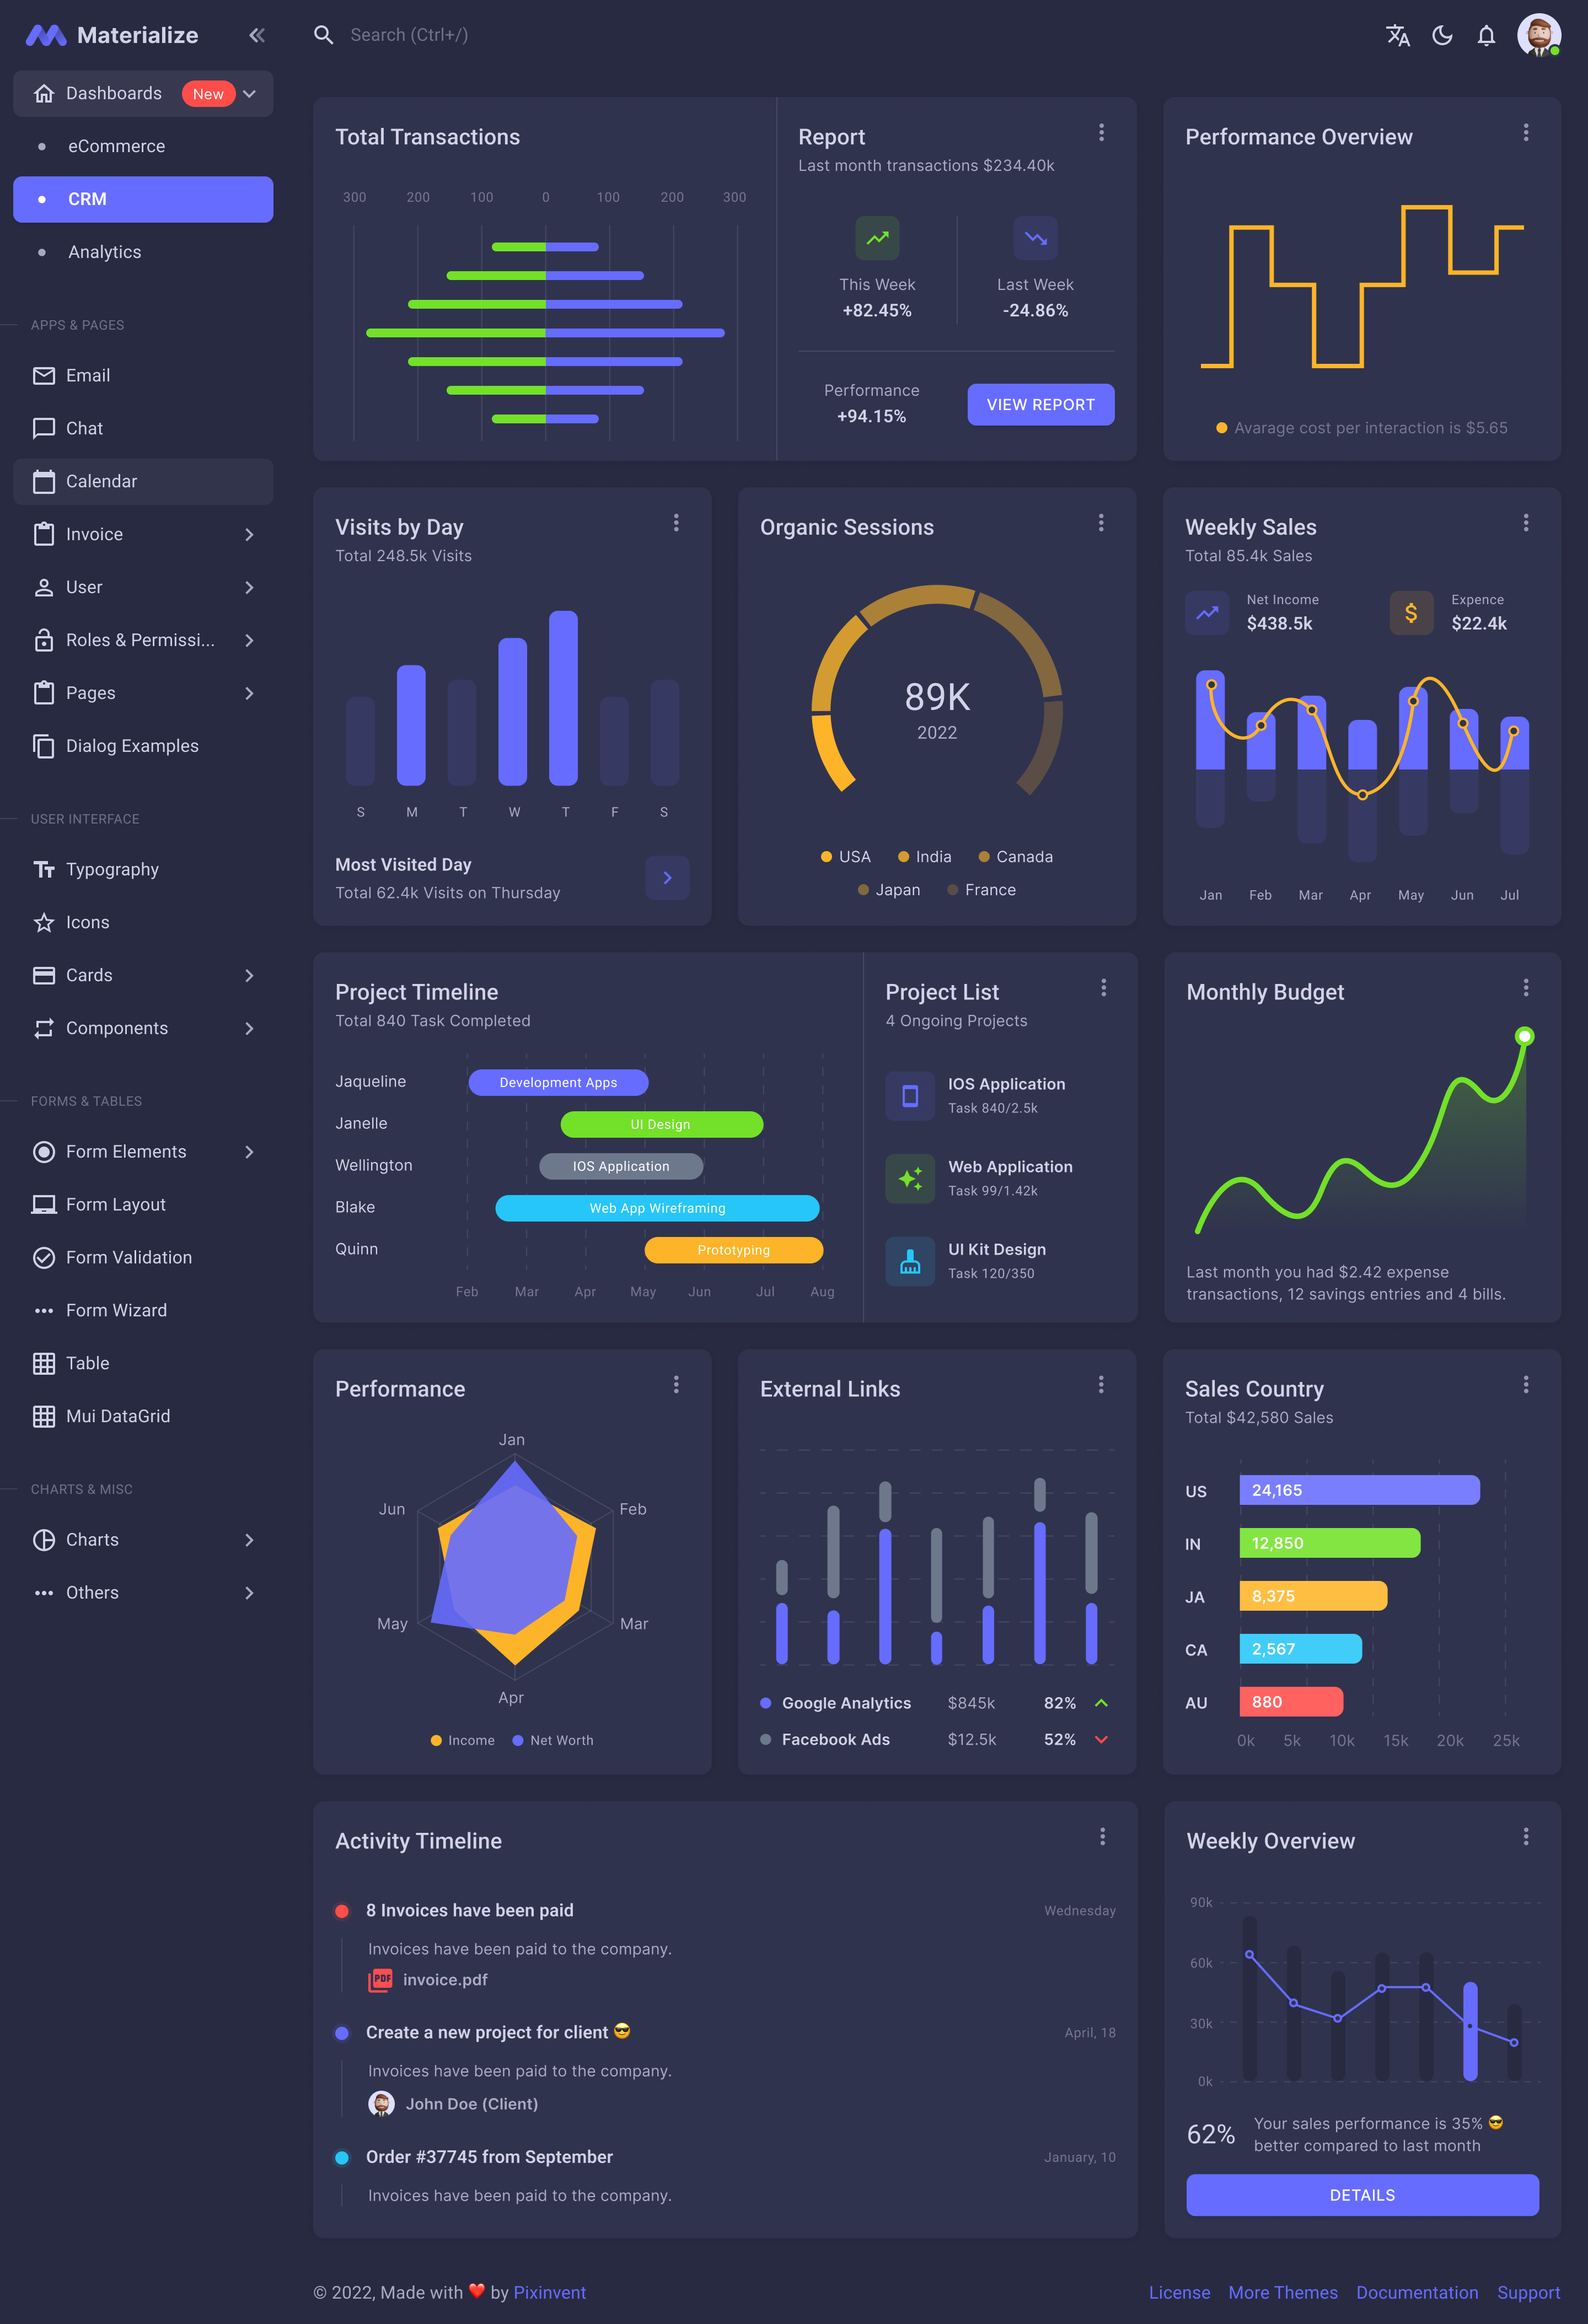 Materialize
Search (Ctrl+/)
Dashboards New
eCommerce
CRM
Analytics
APPS & PAGES
Email
Chat
Calendar
Invoice
User
Roles & Permissi...
Pages
Dialog Examples
USER INTERFACE
Typography
Icons
Cards
Components
FORMS & TABLES
Form Elements
Form Layout
Form Validation
Form Wizard
Table
Mui DataGrid
CHARTS & MISC
Charts
Others
Total Transactions
300 200 100 0 100 200 300
Report
Last month transactions $234.40k
This Week
+82.45%
Last Week
-24.86%
Performance
+94.15%
VIEW REPORT
Performance Overview
Avarage cost per interaction is $5.65
Visits by Day
Total 248.5k Visits
S M T W T F S
Most Visited Day
Total 62.4k Visits on Thursday
Organic Sessions
89K
2022
USA India Canada
Japan France
Weekly Sales
Total 85.4k Sales
Net Income
$438.5k
Expence
$22.4k
$
Jan Feb Mar Apr May Jun Jul
Project Timeline
Total 840 Task Completed
Jaqueline
Development Apps
Janelle
UI Design
Wellington
IOS Application
Blake
Web App Wireframing
Quinn
Prototyping
Feb Mar Apr May Jun Jul Aug
Project List
4 Ongoing Projects
IOS Application
Task 840/2.5k
Web Application
Task 99/1.42k
UI Kit Design
Task 120/350
Monthly Budget
Last month you had $2.42 expense
transactions, 12 savings entries and 4 bills.
Performance
Jan
Jun Feb
May Mar
Apr
Income Net Worth
External Links
Google Analytics $845k 82%
Facebook Ads $12.5k 52%
Sales Country
Total $42,580 Sales
US 24,165
IN 12,850
JA 8,375
CA 2,567
AU 880
0k 5k 10k 15k 20k 25k
Activity Timeline
8 Invoices have been paid Wednesday
Invoices have been paid to the company.
PDF invoice.pdf
Create a new project for client 😎 April, 18
Invoices have been paid to the company.
John Doe (Client)
Order #37745 from September January, 10
Invoices have been paid to the company.
Weekly Overview
90k
60k
30k
0k
62%
Your sales performance is 35% 😎
better compared to last month
DETAILS
© 2022, Made with ❤️ by Pixinvent
License More Themes Documentation Support